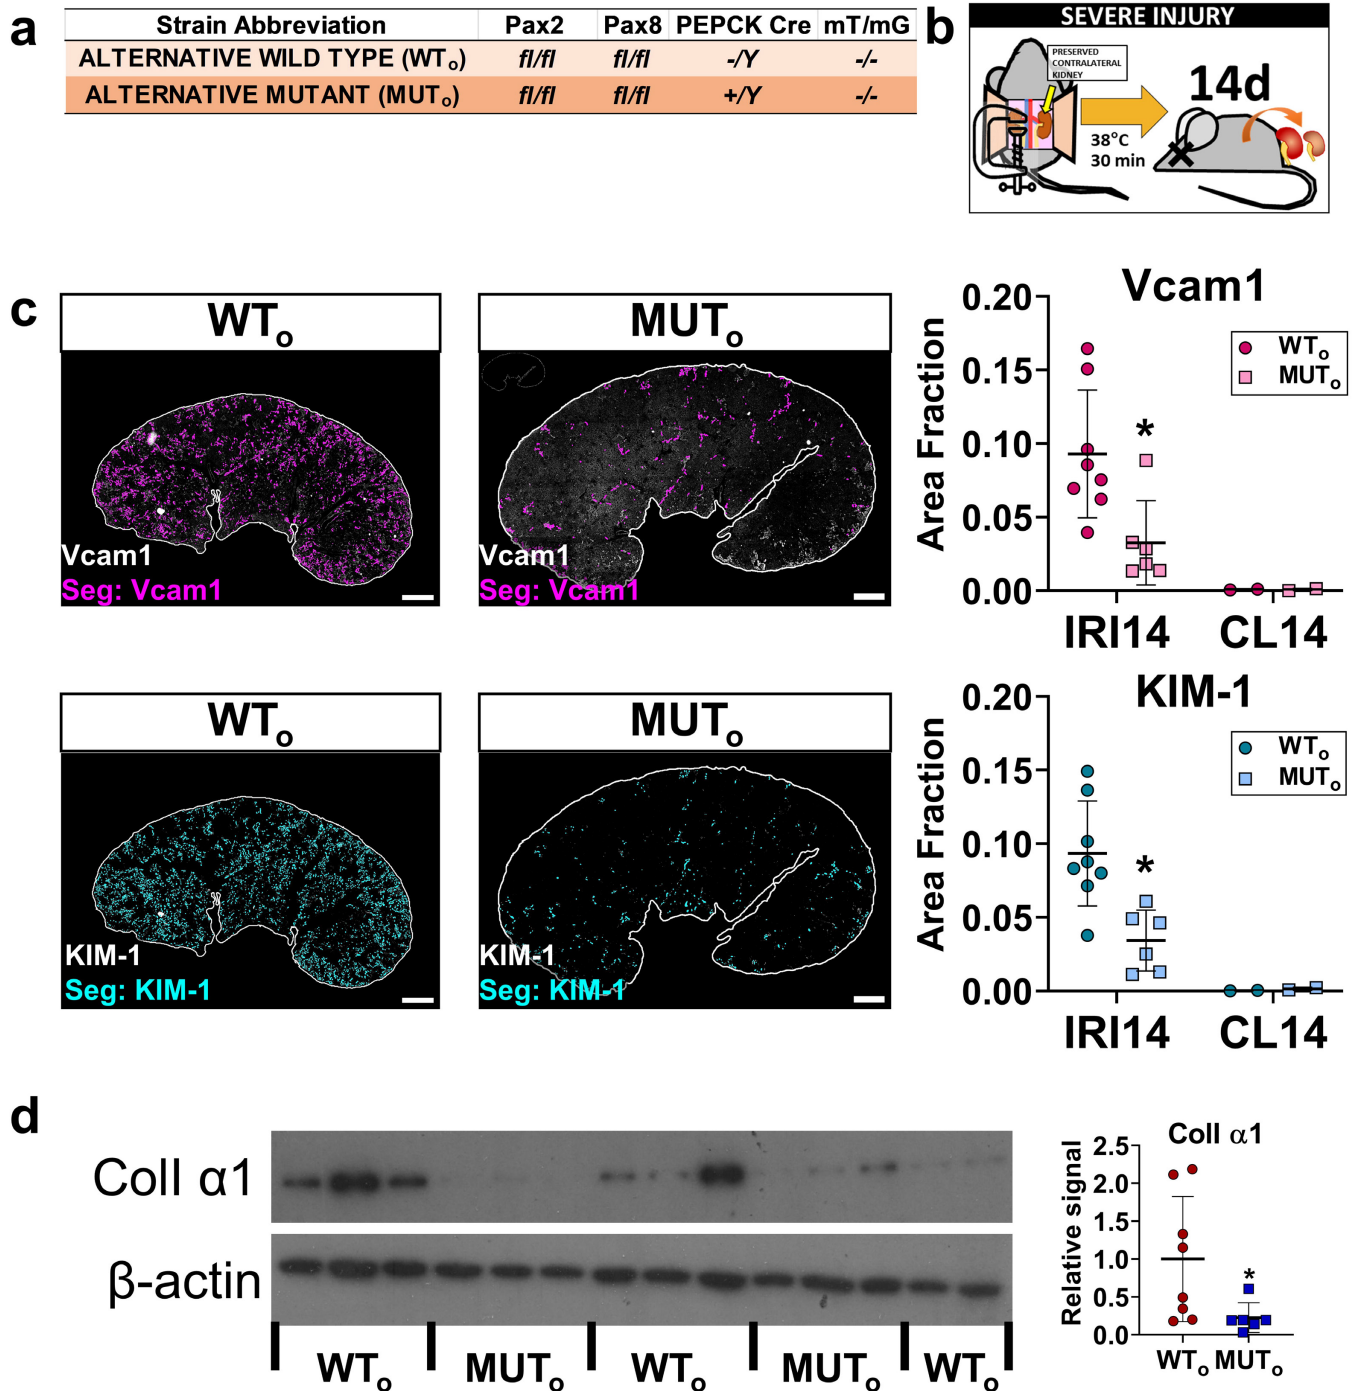 a
Strain Abbreviation Pax2 Pax8 PEPCK Cre mT/mG
ALTERNATIVE WILD TYPE (WTo) fl/fl fl/fl -/Y -/-
ALTERNATIVE MUTANT (MUTo) fl/fl fl/fl +/Y -/-
b
SEVERE INJURY
PRESERVED
CONTRALATERAL
KIDNEY
38°C
30 min
14d
c
WTo
Vcam1
Seg: Vcam1
MUTo
Vcam1
Seg: Vcam1
Vcam1
Area Fraction
0.20
0.15
0.10
0.05
0.00
*
WTo
MUTo
IRI14 CL14
WTo
KIM-1
Seg: KIM-1
MUTo
KIM-1
Seg: KIM-1
KIM-1
Area Fraction
0.20
0.15
0.10
0.05
0.00
*
WTo
MUTo
IRI14 CL14
d
ColI α1
β-actin
WTo MUTo WTo MUTo WTo
ColI α1
Relative signal
2.5
2.0
1.5
1.0
0.5
0.0
*
WTo MUTo